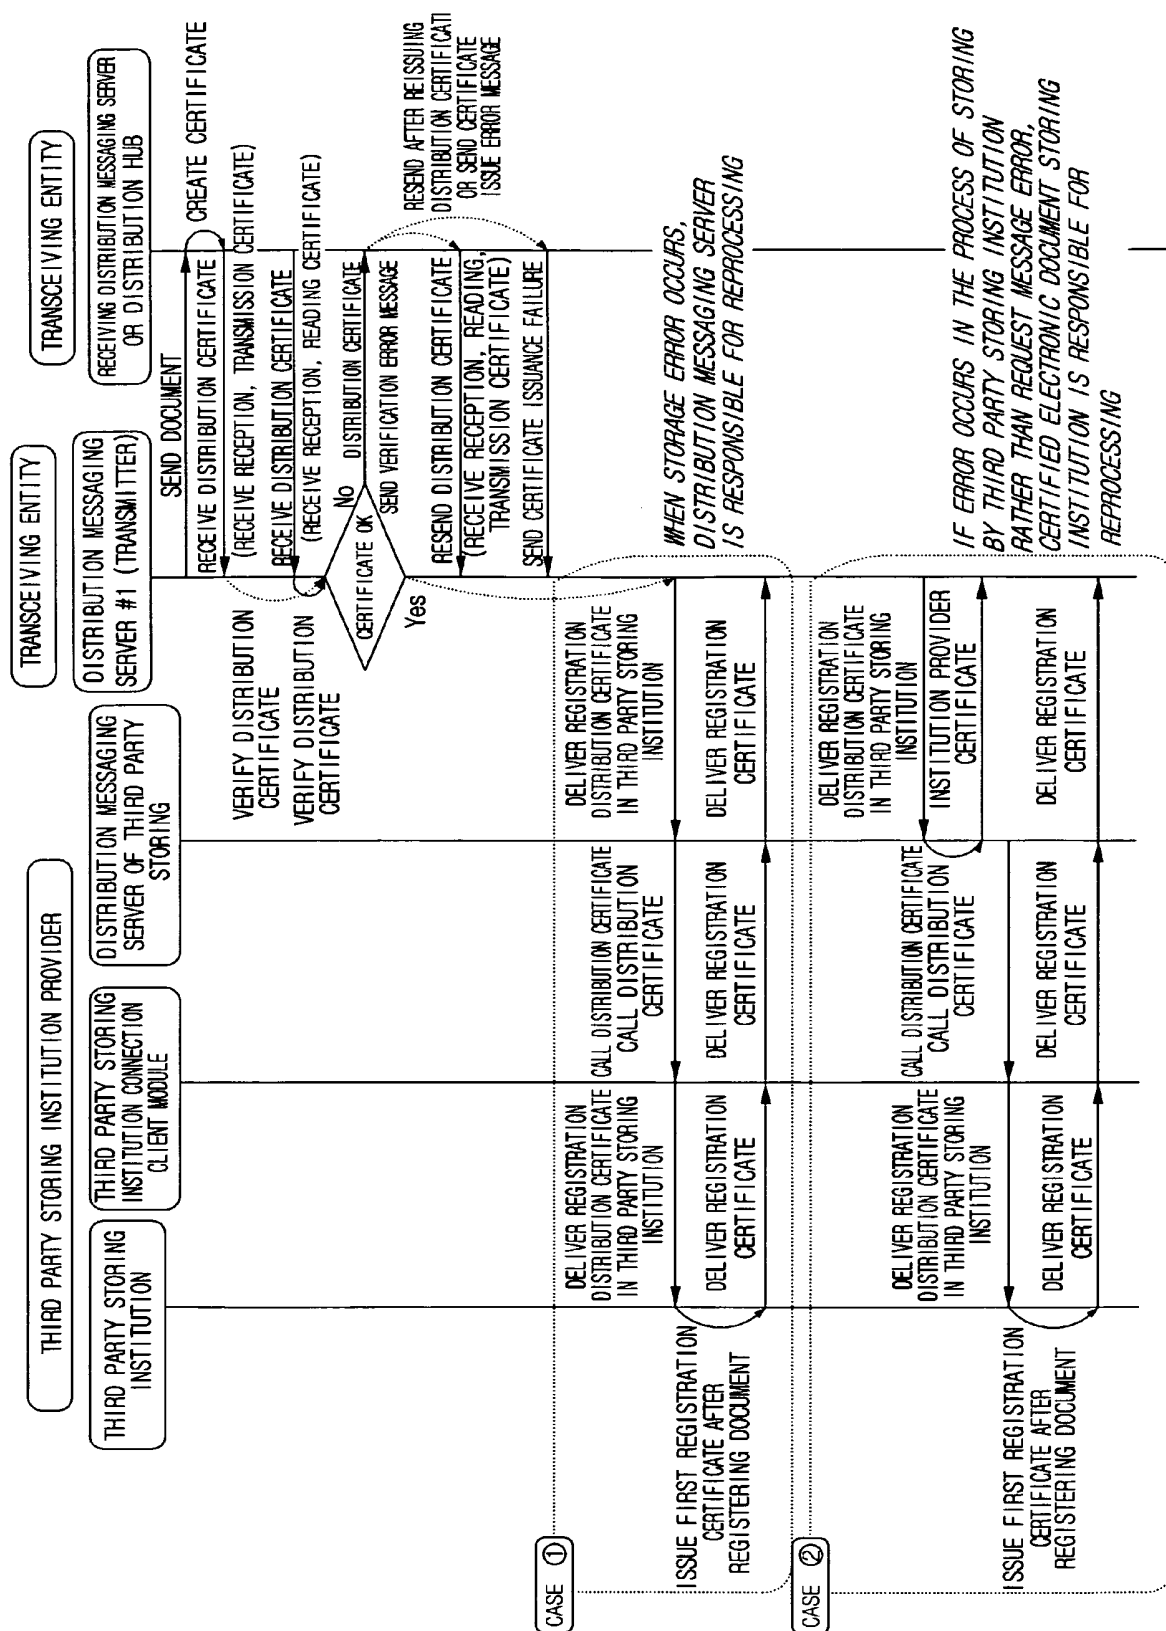 THIRD PARTY STORING INSTITUTION PROVIDER
TRANSCEIVING ENTITY
TRANSCEIVING ENTITY
THIRD PARTY STORING
INSTITUTION
THIRD PARTY STORING
INSTITUTION CONNECTION
CLIENT MODULE
DISTRIBUTION MESSAGING
SERVER OF THIRD PARTY
STORING
DISTRIBUTION MESSAGING
SERVER #1 (TRANSMITTER)
RECEIVING DISTRIBUTION MESSAGING SERVER
OR DISTRIBUTION HUB
SEND DOCUMENT
CREATE CERTIFICATE
RECEIVE DISTRIBUTION CERTIFICATE
(RECEIVE RECEPTION, TRANSMISSION CERTIFICATE)
VERIFY DISTRIBUTION
CERTIFICATE
RECEIVE DISTRIBUTION CERTIFICATE
(RECEIVE RECEPTION, READING CERTIFICATE)
VERIFY DISTRIBUTION
CERTIFICATE
CERTIFICATE OK
No
Yes
DISTRIBUTION CERTIFICATE
SEND VERIFICATION ERROR MESSAGE
RESEND AFTER REISSUING
DISTRIBUTION CERTIFICATI
OR SEND CERTIFICATE
ISSUE ERROR MESSAGE
RESEND DISTRIBUTION CERTIFICATE
(RECEIVE RECEPTION, READING,
TRANSMISSION CERTIFICATE)
SEND CERTIFICATE ISSUANCE FAILURE
CASE ①
DELIVER REGISTRATION
DISTRIBUTION CERTIFICATE
IN THIRD PARTY STORING
INSTITUTION
CALL DISTRIBUTION CERTIFICATE
CALL DISTRIBUTION
CERTIFICATE
DELIVER REGISTRATION
DISTRIBUTION CERTIFICATE
IN THIRD PARTY STORING
INSTITUTION
WHEN STORAGE ERROR OCCURS,
DISTRIBUTION MESSAGING SERVER
IS RESPONSIBLE FOR REPROCESSING
ISSUE FIRST REGISTRATION
CERTIFICATE AFTER
REGISTERING DOCUMENT
DELIVER REGISTRATION
CERTIFICATE
DELIVER REGISTRATION
CERTIFICATE
DELIVER REGISTRATION
CERTIFICATE
CASE ②
DELIVER REGISTRATION
DISTRIBUTION CERTIFICATE
IN THIRD PARTY STORING
INSTITUTION
INSTITUTION PROVIDER
CERTIFICATE
CALL DISTRIBUTION CERTIFICATE
CALL DISTRIBUTION
CERTIFICATE
DELIVER REGISTRATION
DISTRIBUTION CERTIFICATE
IN THIRD PARTY STORING
INSTITUTION
IF ERROR OCCURS IN THE PROCESS OF STORING
BY THIRD PARTY STORING INSTITUTION
RATHER THAN REQUEST MESSAGE ERROR,
CERTIFIED ELECTRONIC DOCUMENT STORING
INSTITUTION IS RESPONSIBLE FOR
REPROCESSING
ISSUE FIRST REGISTRATION
CERTIFICATE AFTER
REGISTERING DOCUMENT
DELIVER REGISTRATION
CERTIFICATE
DELIVER REGISTRATION
CERTIFICATE
DELIVER REGISTRATION
CERTIFICATE